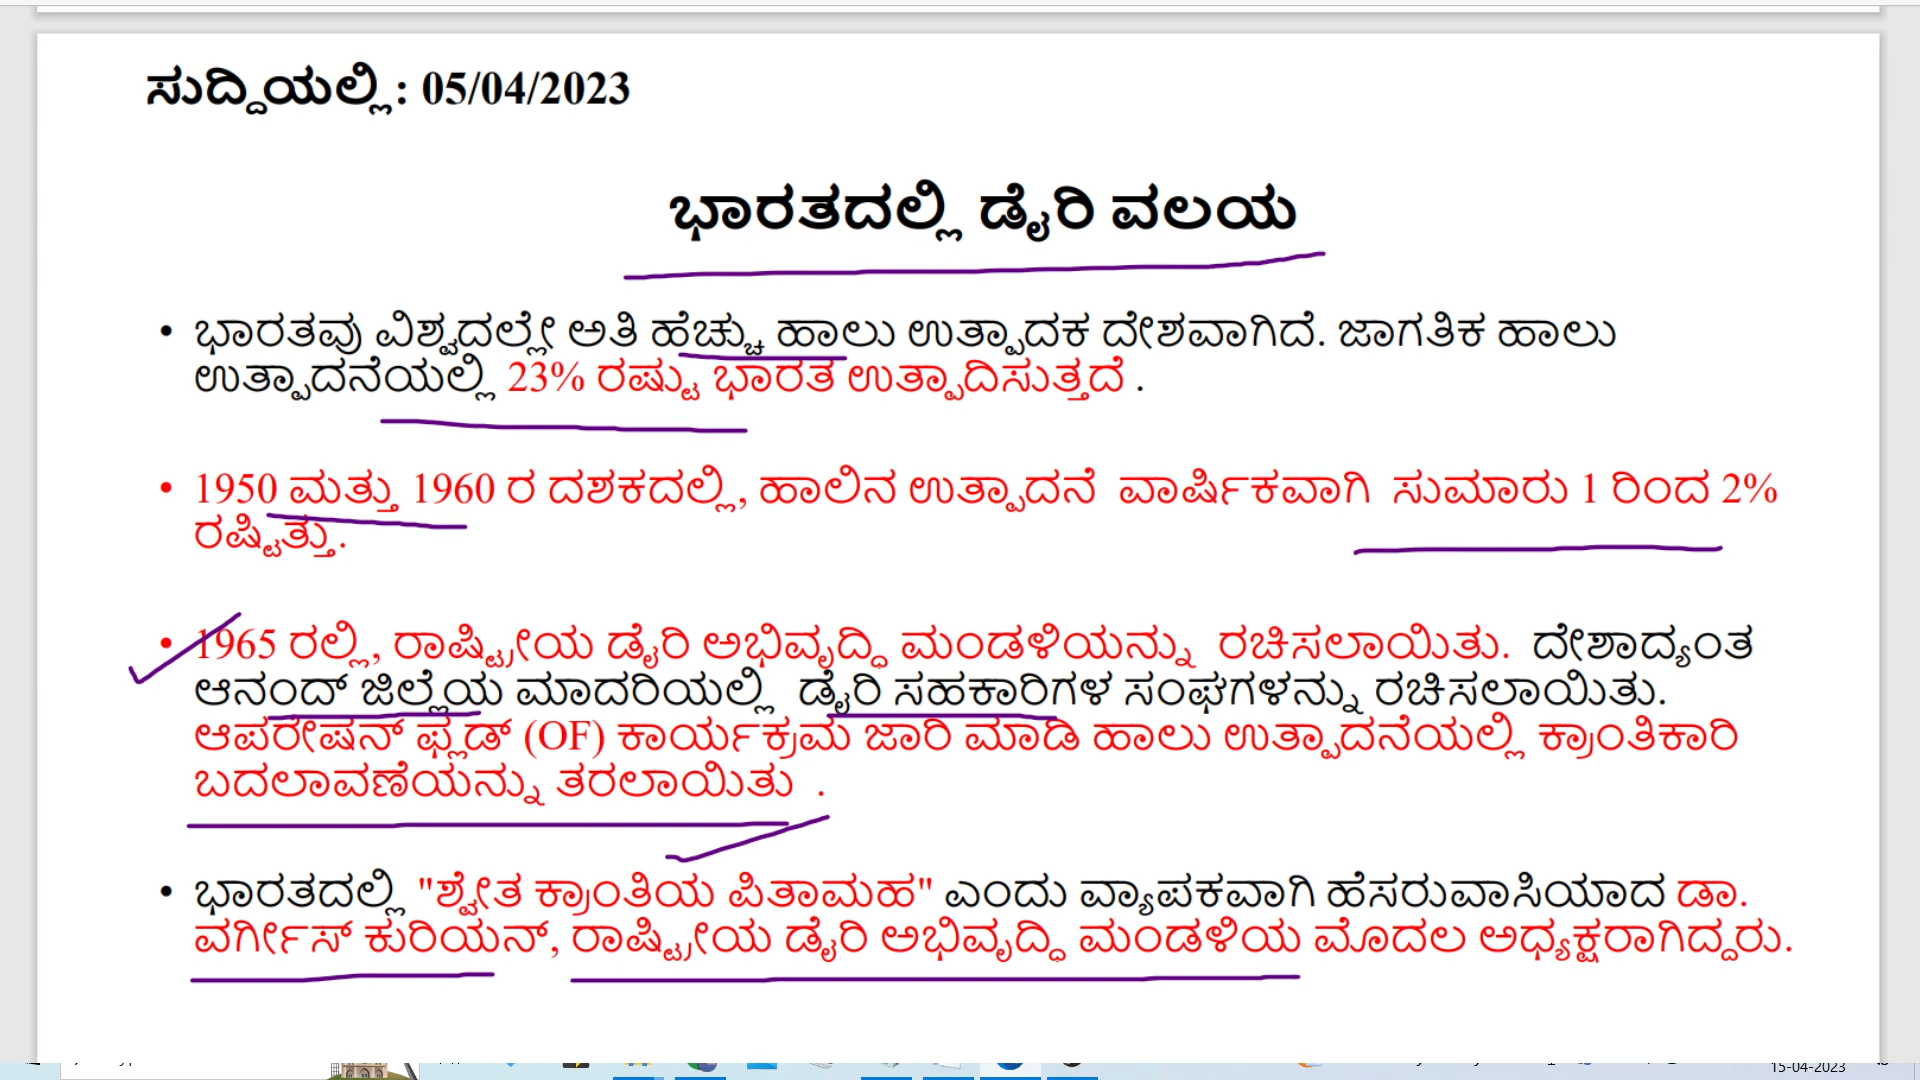 ಸುದ್ದಿಯಲ್ಲಿ : 05/04/2023
ಭಾರತದಲ್ಲಿ ಡೈರಿ ವಲಯ
• ಭಾರತವು ವಿಶ್ವದಲ್ಲೇ ಅತಿ ಹೆಚ್ಚು ಹಾಲು ಉತ್ಪಾದಕ ದೇಶವಾಗಿದೆ. ಜಾಗತಿಕ ಹಾಲು
ಉತ್ಪಾದನೆಯಲ್ಲಿ 23% ರಷ್ಟು ಭಾರತ ಉತ್ಪಾದಿಸುತ್ತದೆ .
• 1950 ಮತ್ತು 1960 ರ ದಶಕದಲ್ಲಿ, ಹಾಲಿನ ಉತ್ಪಾದನೆ ವಾರ್ಷಿಕವಾಗಿ ಸುಮಾರು 1 ರಿಂದ 2%
ರಷ್ಟಿತ್ತು.
• 1965 ರಲ್ಲಿ, ರಾಷ್ಟ್ರೀಯ ಡೈರಿ ಅಭಿವೃದ್ಧಿ ಮಂಡಳಿಯನ್ನು ರಚಿಸಲಾಯಿತು. ದೇಶಾದ್ಯಂತ
ಆನಂದ್ ಜಿಲ್ಲೆಯ ಮಾದರಿಯಲ್ಲಿ ಡೈರಿ ಸಹಕಾರಿಗಳ ಸಂಘಗಳನ್ನು ರಚಿಸಲಾಯಿತು.
ಆಪರೇಷನ್ ಫ್ಲಡ್ (OF) ಕಾರ್ಯಕ್ರಮ ಜಾರಿ ಮಾಡಿ ಹಾಲು ಉತ್ಪಾದನೆಯಲ್ಲಿ ಕ್ರಾಂತಿಕಾರಿ
ಬದಲಾವಣೆಯನ್ನು ತರಲಾಯಿತು .
• ಭಾರತದಲ್ಲಿ "ಶ್ವೇತ ಕ್ರಾಂತಿಯ ಪಿತಾಮಹ" ಎಂದು ವ್ಯಾಪಕವಾಗಿ ಹೆಸರುವಾಸಿಯಾದ ಡಾ.
ವರ್ಗೀಸ್ ಕುರಿಯನ್, ರಾಷ್ಟ್ರೀಯ ಡೈರಿ ಅಭಿವೃದ್ಧಿ ಮಂಡಳಿಯ ಮೊದಲ ಅಧ್ಯಕ್ಷರಾಗಿದ್ದರು.
15-04-2023